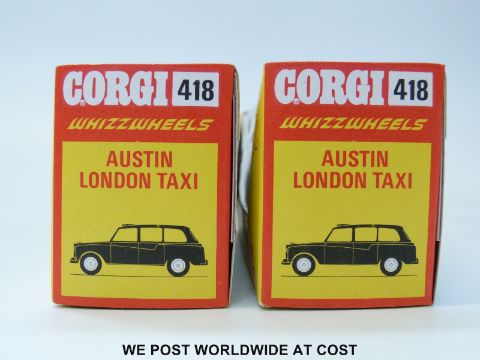 CORGI 418
WHIZZWHEELS
AUSTIN
LONDON TAXI
CORGI 418
WHIZZWHEELS
AUSTIN
LONDON TAXI
WE POST WORLDWIDE AT COST